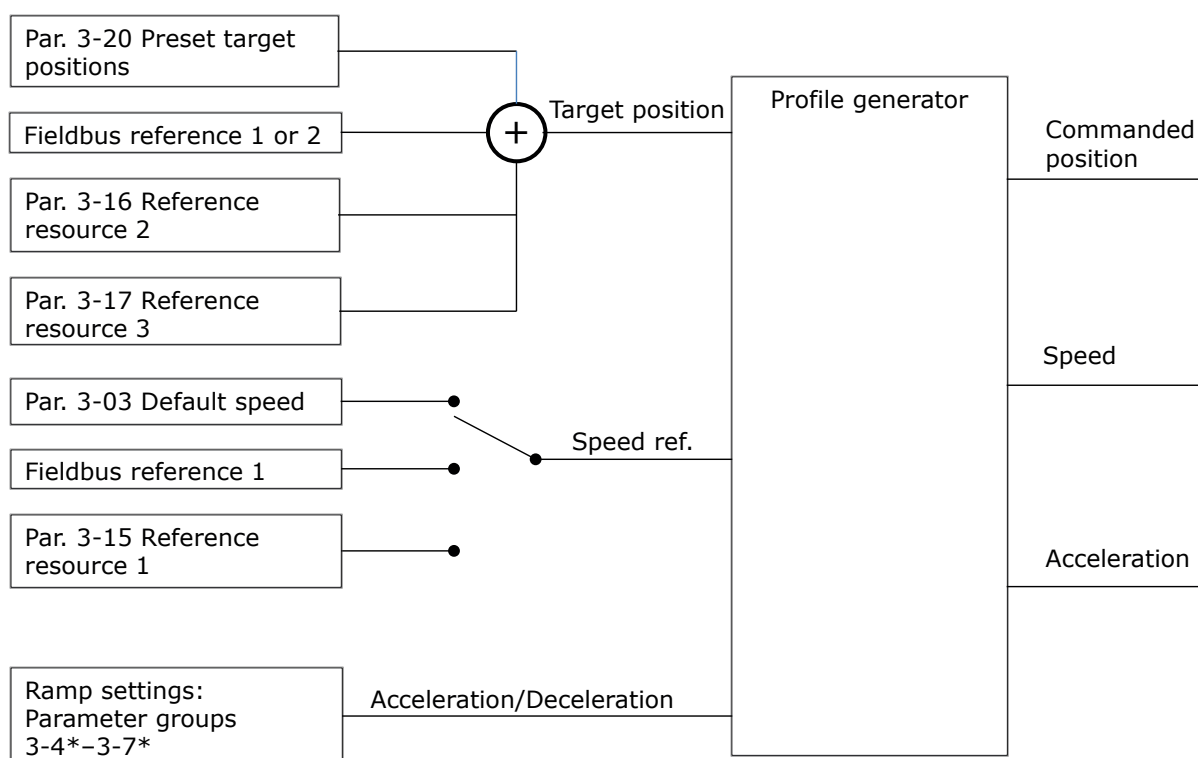 Par. 3-20 Preset target
positions
Fieldbus reference 1 or 2
Par. 3-16 Reference
resource 2
Par. 3-17 Reference
resource 3
+
Target position
Par. 3-03 Default speed
Fieldbus reference 1
Par. 3-15 Reference
resource 1
Speed ref.
Ramp settings:
Parameter groups
3-4*–3-7*
Acceleration/Deceleration
Profile generator
Commanded
position
Speed
Acceleration